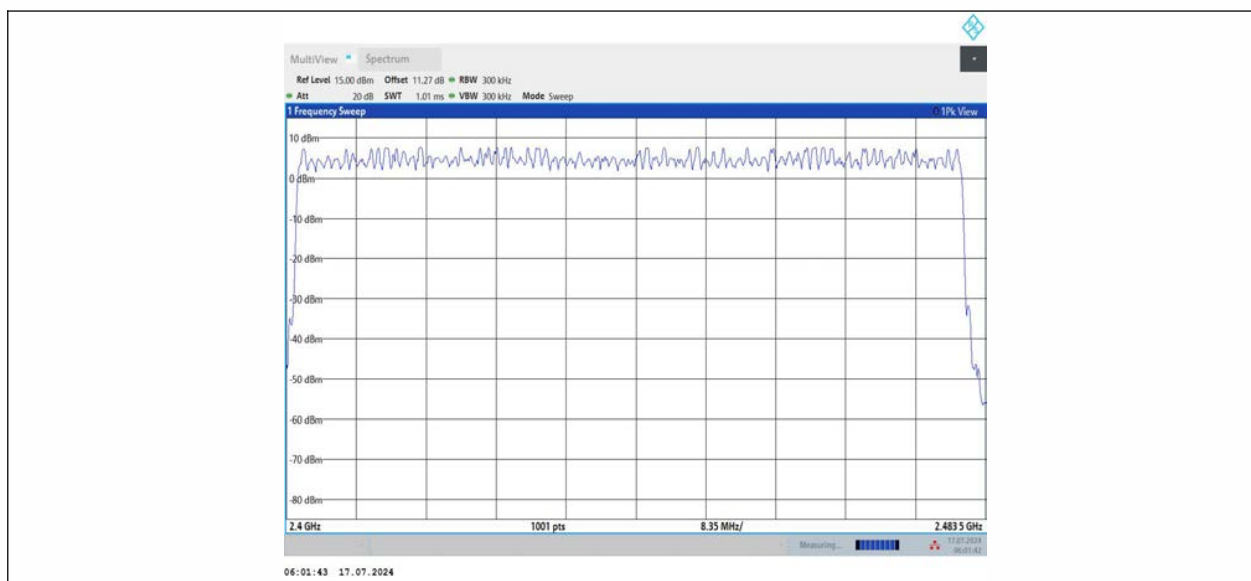 MultiView Spectrum
Ref Level 15.00 dBm Offset 11.27 dB RBW 300 kHz
Att 20 dB SWT 1.01 ms VBW 300 kHz Mode Sweep
1 Frequency Sweep 1Pk View
10 dBm
0 dBm
-10 dBm
-20 dBm
-30 dBm
-40 dBm
-50 dBm
-60 dBm
-70 dBm
-80 dBm
2.4 GHz 1001 pts 8.35 MHz/ 2.4835 GHz
Measuring... 17.07.2024
06:01:42
06:01:43 17.07.2024